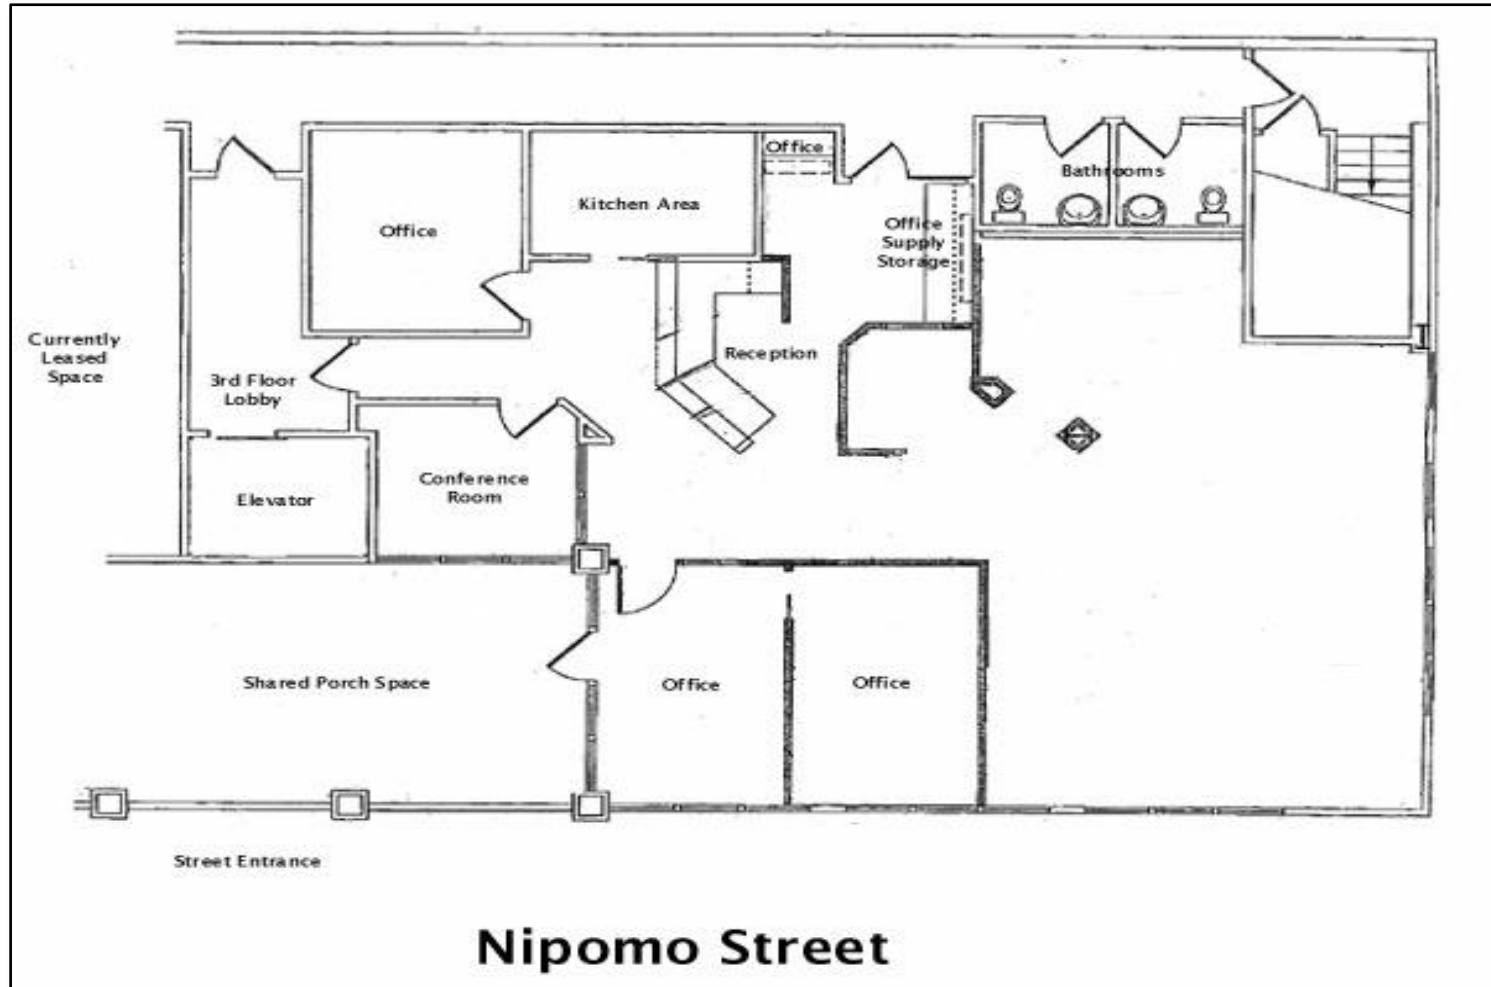 Office
Bathrooms
Kitchen Area
Office
Office
Supply
Storage
Currently
Leased
Space
Reception
3rd Floor
Lobby
Conference
Room
Elevator
Shared Porch Space
Office
Office
Street Entrance
Nipomo Street